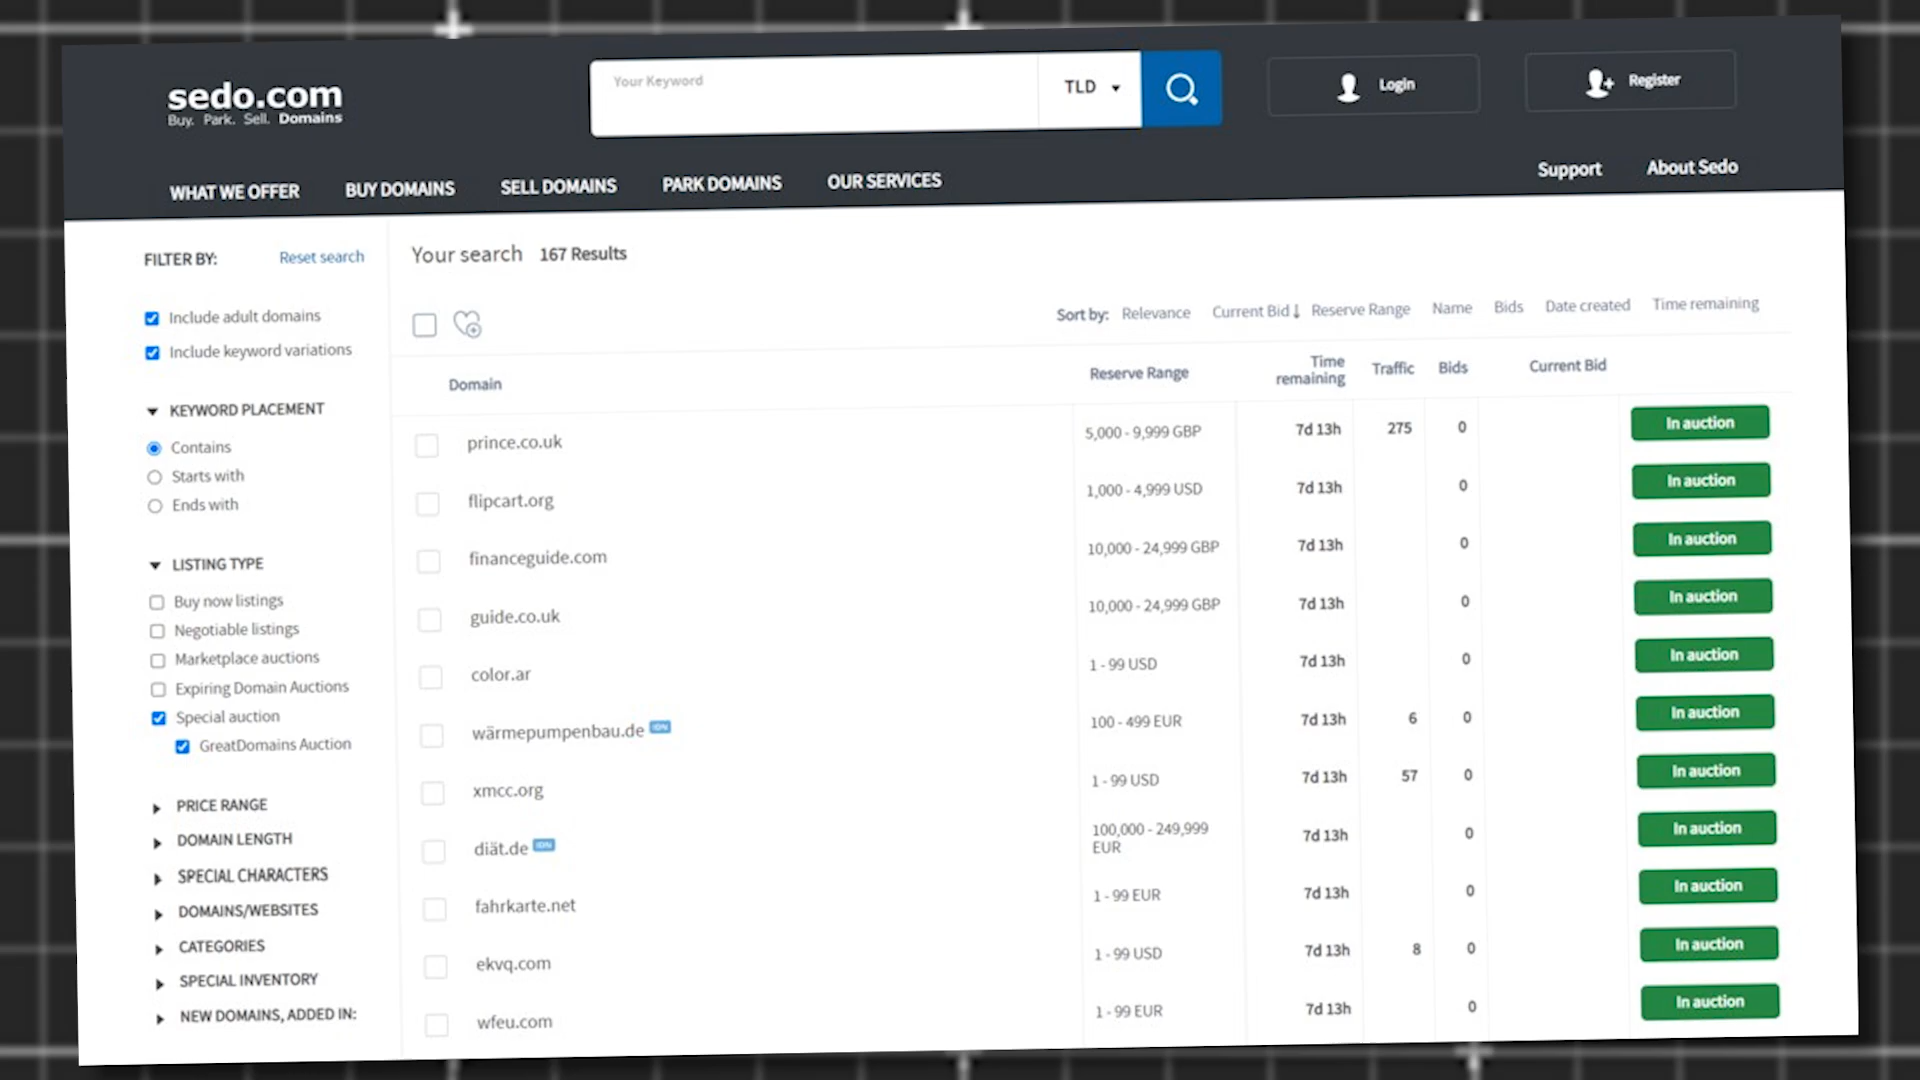 sedo.com
Buy. Park. Sell. Domains
Your Keyword
TLD
Login
Register
WHAT WE OFFER
BUY DOMAINS
SELL DOMAINS
PARK DOMAINS
OUR SERVICES
Support
About Sedo
FILTER BY:
Reset search
Include adult domains
Include keyword variations
KEYWORD PLACEMENT
Contains
Starts with
Ends with
LISTING TYPE
Buy now listings
Negotiable listings
Marketplace auctions
Expiring Domain Auctions
Special auction
GreatDomains Auction
PRICE RANGE
DOMAIN LENGTH
SPECIAL CHARACTERS
DOMAINS/WEBSITES
CATEGORIES
SPECIAL INVENTORY
NEW DOMAINS, ADDED IN:
Your search 167 Results
Sort by: Relevance Current Bid Reserve Range Name Bids Date created Time remaining
Domain Reserve Range Time remaining Traffic Bids Current Bid
prince.co.uk 5,000 - 9,999 GBP 7d 13h 275 0 In auction
flipcart.org 1,000 - 4,999 USD 7d 13h 0 In auction
financeguide.com 10,000 - 24,999 GBP 7d 13h 0 In auction
guide.co.uk 10,000 - 24,999 GBP 7d 13h 0 In auction
color.ar 1 - 99 USD 7d 13h 0 In auction
wärmepumpenbau.de IDN 100 - 499 EUR 7d 13h 6 0 In auction
xmcc.org 1 - 99 USD 7d 13h 57 0 In auction
diät.de IDN 100,000 - 249,999 EUR 7d 13h 0 In auction
fahrkarte.net 1 - 99 EUR 7d 13h 0 In auction
ekvq.com 1 - 99 USD 7d 13h 8 0 In auction
wfeu.com 1 - 99 EUR 7d 13h 0 In auction